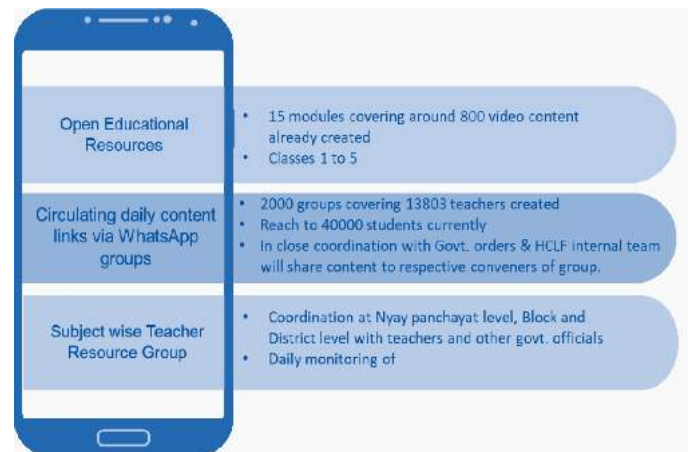 Open Educational
Resources
• 15 modules covering around 800 video content
already created
• Classes 1 to 5
Circulating daily content
links via WhatsApp
groups
• 2000 groups covering 13803 teachers created
• Reach to 40000 students currently
• In close coordination with Govt. orders & HCLF internal team
will share content to respective conveners of group.
Subject wise Teacher
Resource Group
• Coordination at Nyay panchayat level, Block and
District level with teachers and other govt. officials
• Daily monitoring of